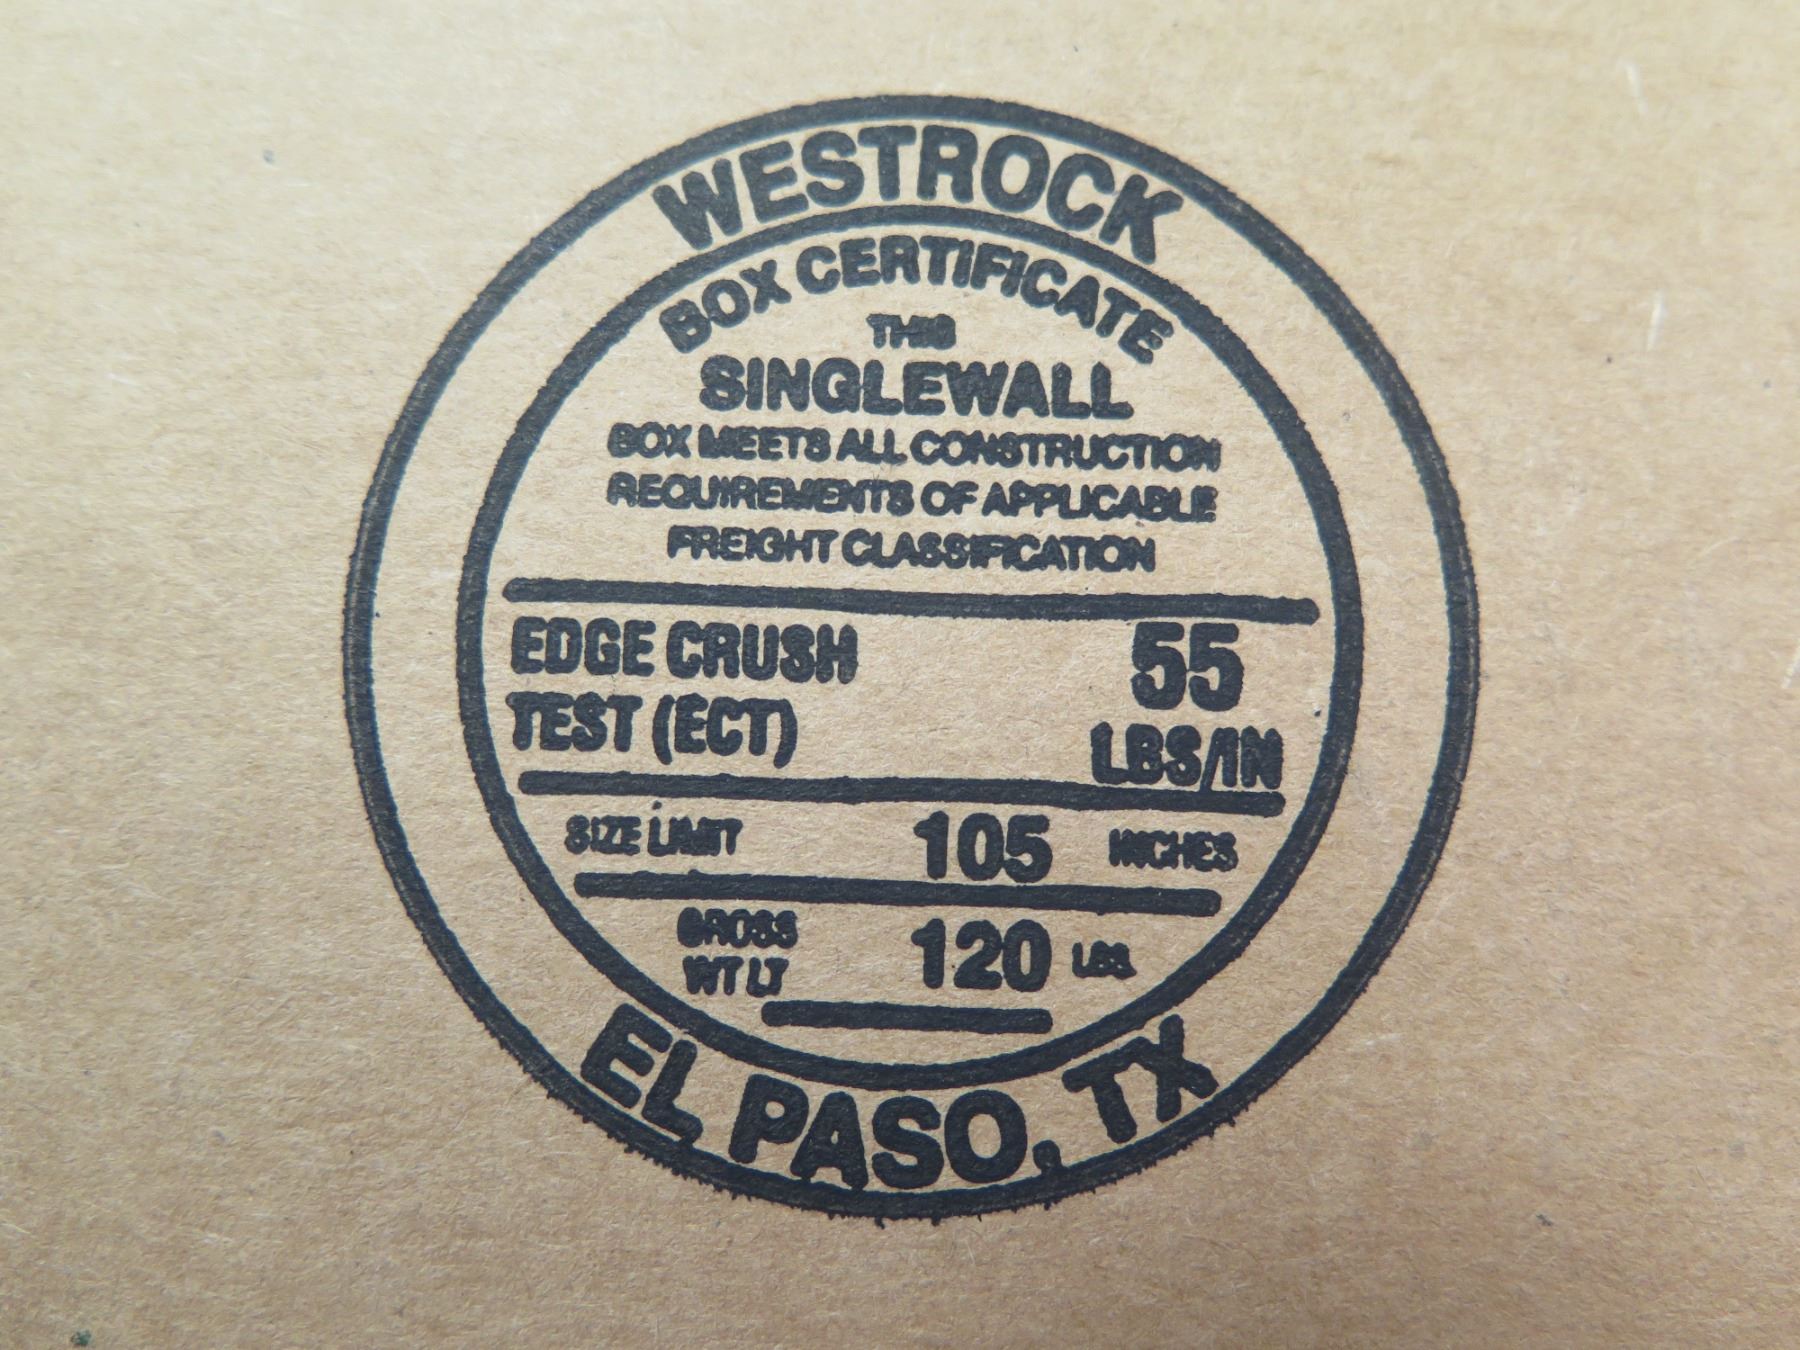 WESTROCK
BOX CERTIFICATE
THIS
SINGLEWALL
BOX MEETS ALL CONSTRUCTION
REQUIREMENTS OF APPLICABLE
FREIGHT CLASSIFICATION
EDGE CRUSH
TEST (ECT)
55
LBS/IN
SIZE LIMIT 105 INCHES
GROSS
WT LT
120 LBS.
EL PASO, TX